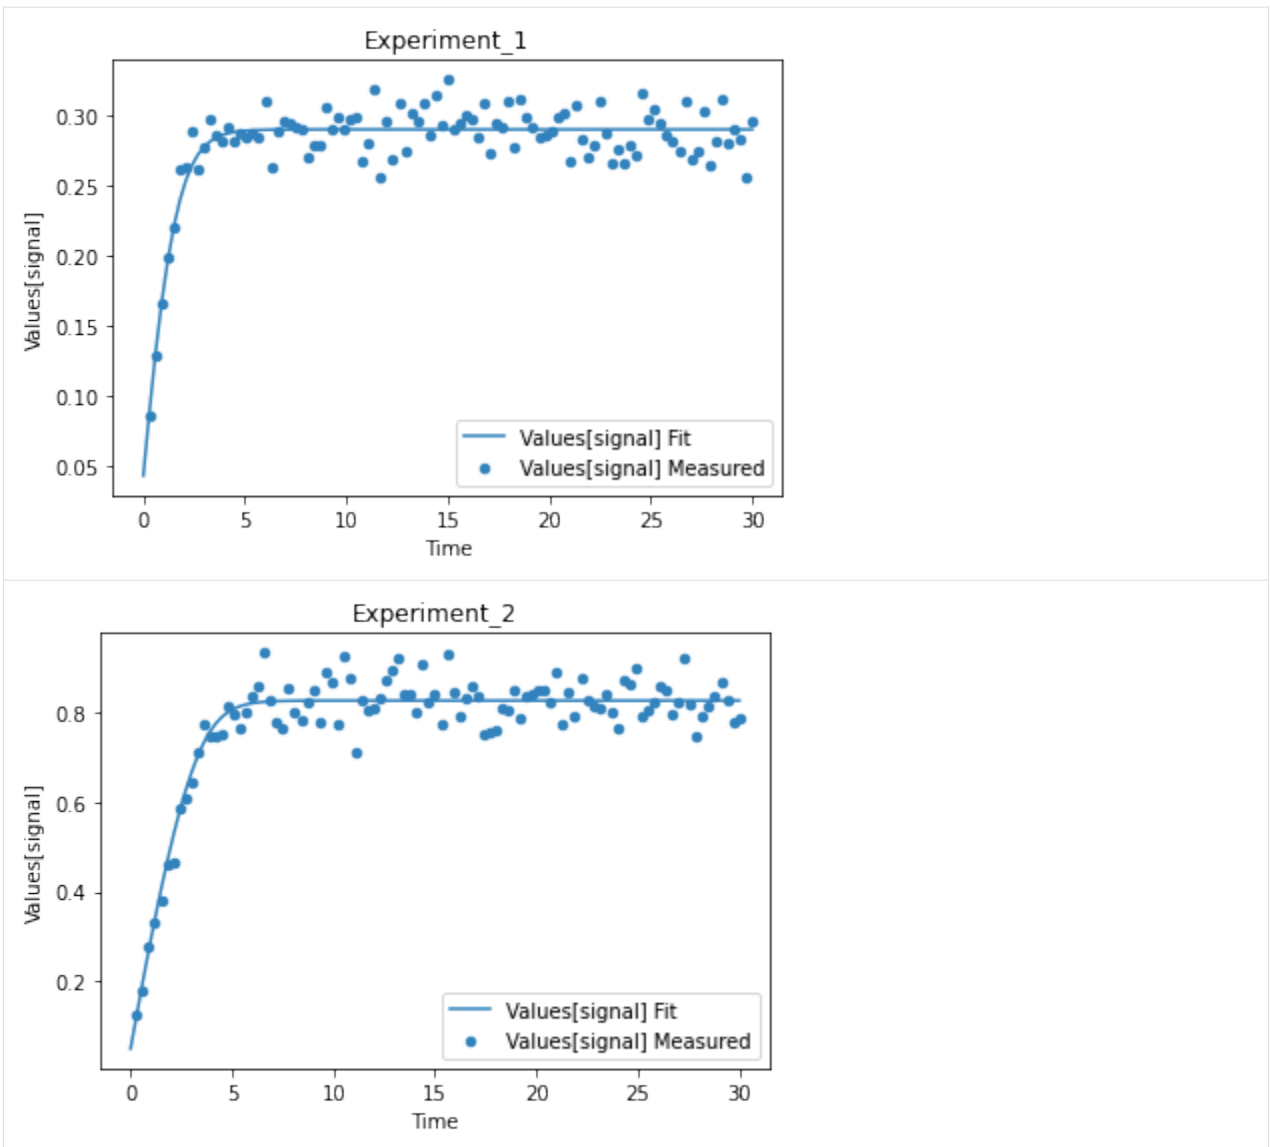 Experiment_1
0.30
0.25
0.20
0.15
0.10
0.05
Values[signal]
Values[signal] Fit
Values[signal] Measured
0 5 10 15 20 25 30
Time
Experiment_2
0.8
0.6
0.4
0.2
Values[signal]
Values[signal] Fit
Values[signal] Measured
0 5 10 15 20 25 30
Time